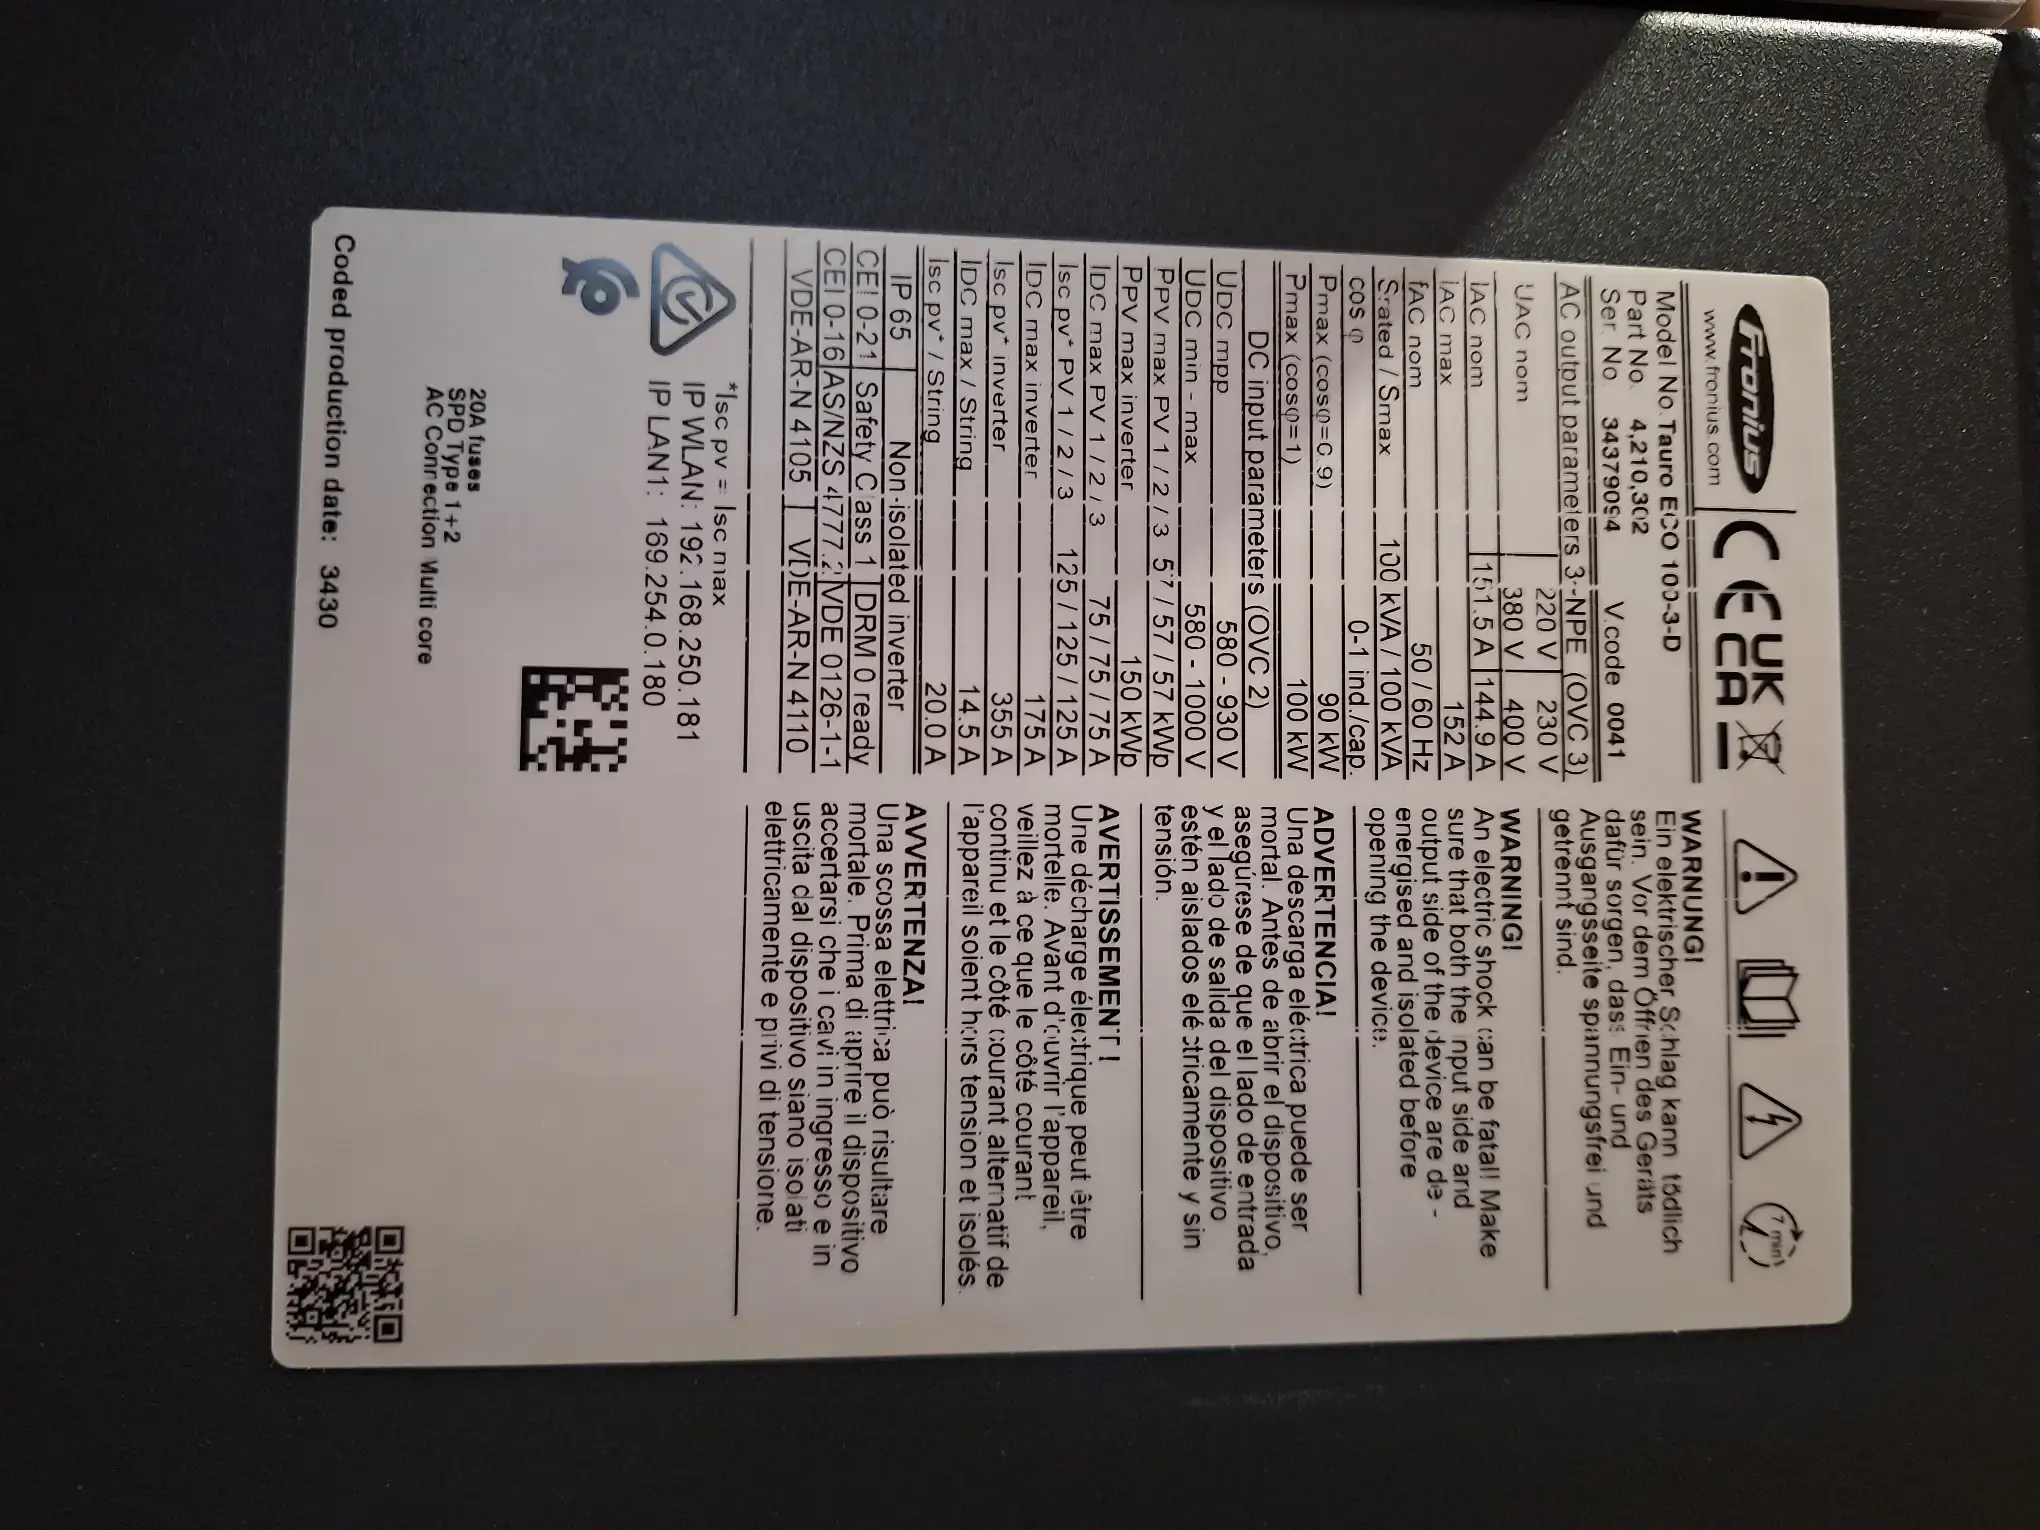 Fronius
www.fronius.com
CE
UK
CA
Model No. Tauro ECO 100-3-D
Part No. 4,210,302
Ser. No. 34379094 V.code 0041
AC output parameters 3~NPE (OVC 3)
UAC nom 220 V 230 V
380 V 400 V
IAC nom 151.5 A 144.9 A
IAC max 152 A
fAC nom 50 / 60 Hz
Srated / Smax 100 kVA / 100 kVA
cos φ 0-1 ind./cap.
Pmax (cosφ=0.9) 90 kW
Pmax (cosφ=1) 100 kW
DC input parameters (OVC 2)
UDC mpp 580 - 930 V
UDC min - max 580 - 1000 V
PPV max PV 1 / 2 / 3 57 / 57 / 57 kWp
PPV max inverter 150 kWp
IDC max PV 1 / 2 / 3 75 / 75 / 75 A
Isc pv* PV 1 / 2 / 3 125 / 125 / 125 A
IDC max inverter 175 A
Isc pv* inverter 355 A
IDC max / String 14.5 A
Isc pv* / String 20.0 A
IP 65 Non-isolated inverter
CEI 0-21 Safety Class 1 DRM 0 ready
CEI 0-16 AS/NZS 4777.2 VDE 0126-1-1
VDE-AR-N 4105 VDE-AR-N 4110
*Isc pv = Isc max
IP WLAN: 192.168.250.181
IP LAN1: 169.254.0.180
20A fuses
SPD Type 1+2
AC Connection Multi core
Coded production date: 3430
7 min
WARNUNG!
Ein elektrischer Schlag kann tödlich
sein. Vor dem Öffnen des Geräts
dafür sorgen, dass Ein- und
Ausgangsseite spannungsfrei und
getrennt sind.
WARNING!
An electric shock can be fatal! Make
sure that both the input side and
output side of the device are de -
energised and isolated before
opening the device.
ADVERTENCIA!
Una descarga eléctrica puede ser
mortal. Antes de abrir el dispositivo,
asegúrese de que el lado de entrada
y el lado de salida del dispositivo
estén aislados eléctricamente y sin
tensión.
AVERTISSEMENT !
Une décharge électrique peut être
mortelle. Avant d'ouvrir l'appareil,
veillez à ce que le côté courant
continu et le côté courant alternatif de
l'appareil soient hors tension et isolés.
AVVERTENZA!
Una scossa elettrica può risultare
mortale. Prima di aprire il dispositivo
accertarsi che i cavi in ingresso e in
uscita dal dispositivo siano isolati
elettricamente e privi di tensione.